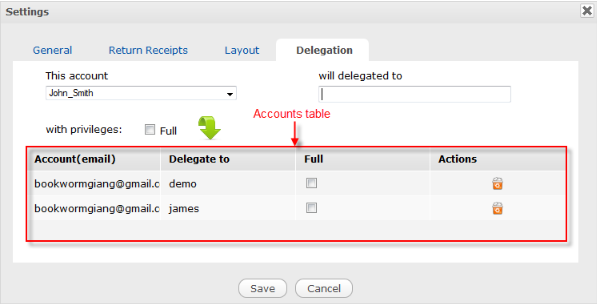 Settings
General Return Receipts Layout Delegation
This account will delegated to
John_Smith
with privileges: Full
Accounts table
Account(email) Delegate to Full Actions
bookwormgiang@gmail.c demo
bookwormgiang@gmail.c james
Save Cancel